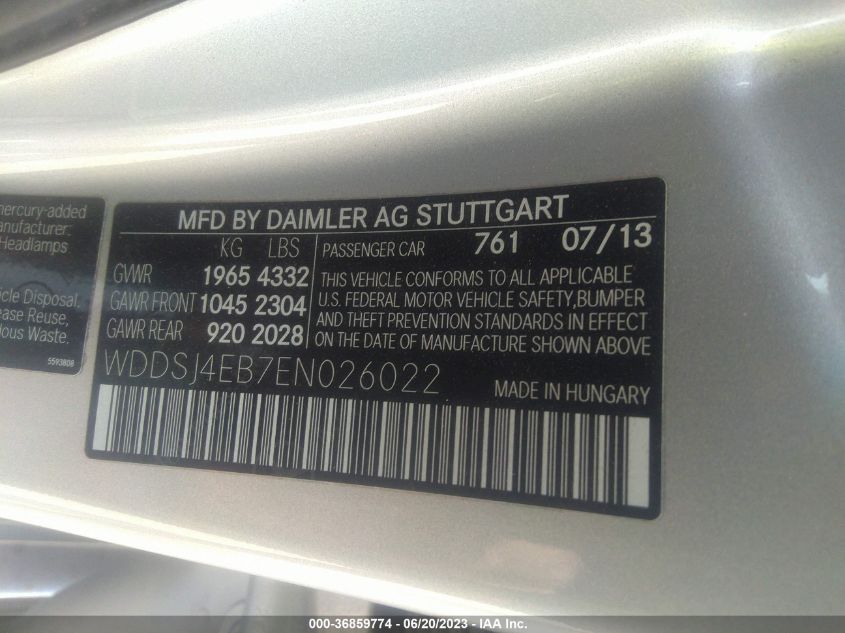 mercury-added
anufacturer:
Headlamps
icle Disposal.
ease Reuse,
dous Waste.
5593808
MFD BY DAIMLER AG STUTTGART
KG LBS
GVWR 1965 4332
GAWR FRONT 1045 2304
GAWR REAR 920 2028
PASSENGER CAR 761 07/13
THIS VEHICLE CONFORMS TO ALL APPLICABLE
U.S. FEDERAL MOTOR VEHICLE SAFETY,BUMPER
AND THEFT PREVENTION STANDARDS IN EFFECT
ON THE DATE OF MANUFACTURE SHOWN ABOVE
WDDSJ4EB7EN026022
MADE IN HUNGARY
000-36859774 - 06/20/2023 - IAA Inc.